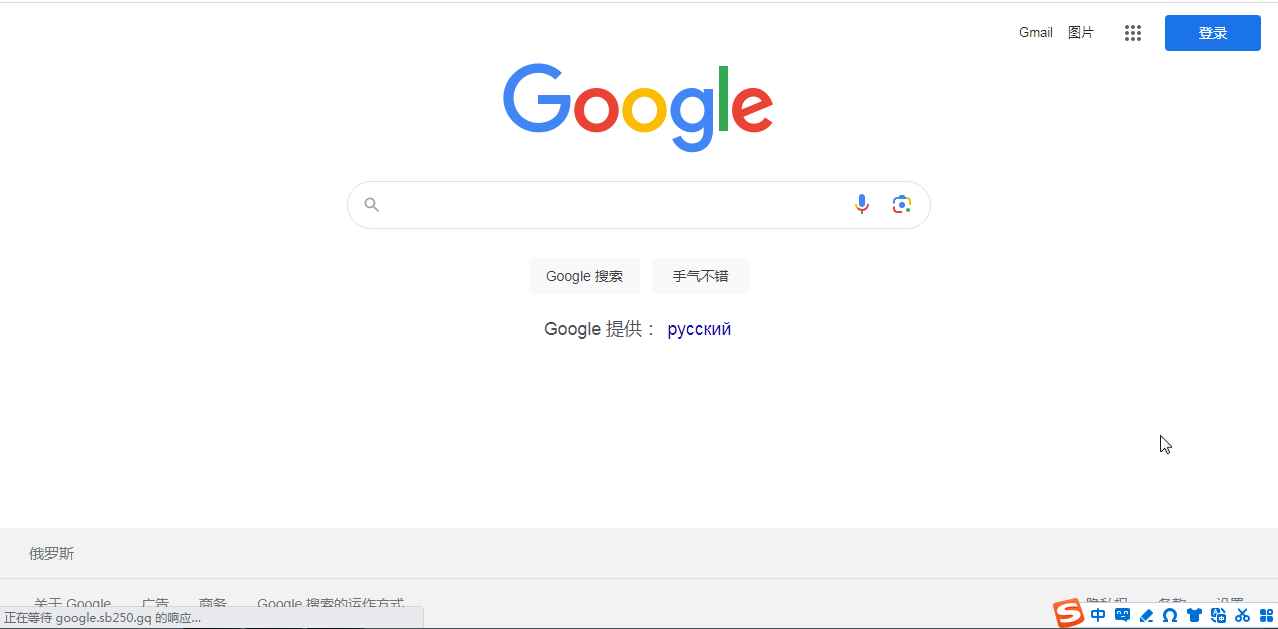 Gmail 图片 登录
Google
Google 搜索 手气不错
Google 提供： русский
俄罗斯
关于 Google 广告 商务 Google 搜索的运作方式 隐私权 条款 设置
正在等待 google.sb250.gq 的响应...
S 中